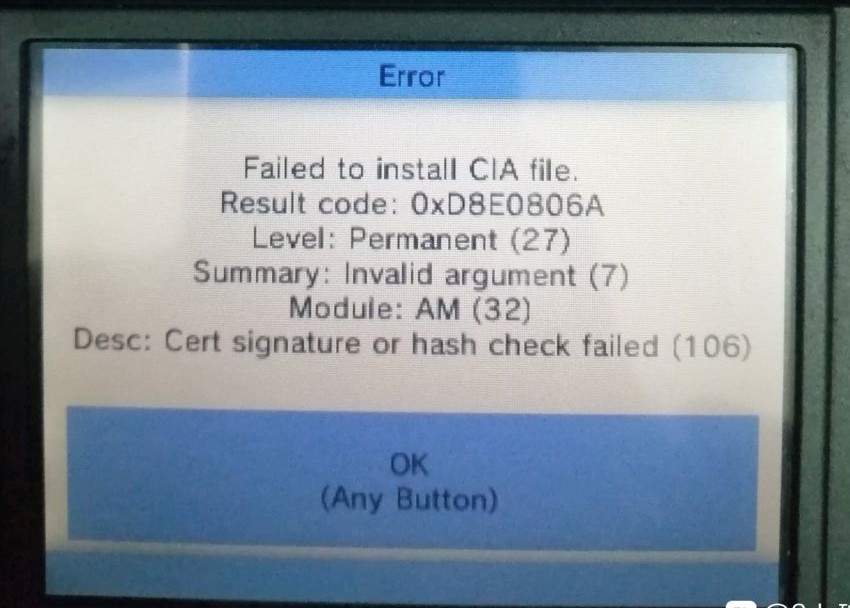 Error
Failed to install CIA file.
Result code: 0xD8E0806A
Level: Permanent (27)
Summary: Invalid argument (7)
Module: AM (32)
Desc: Cert signature or hash check failed (106)
OK
(Any Button)